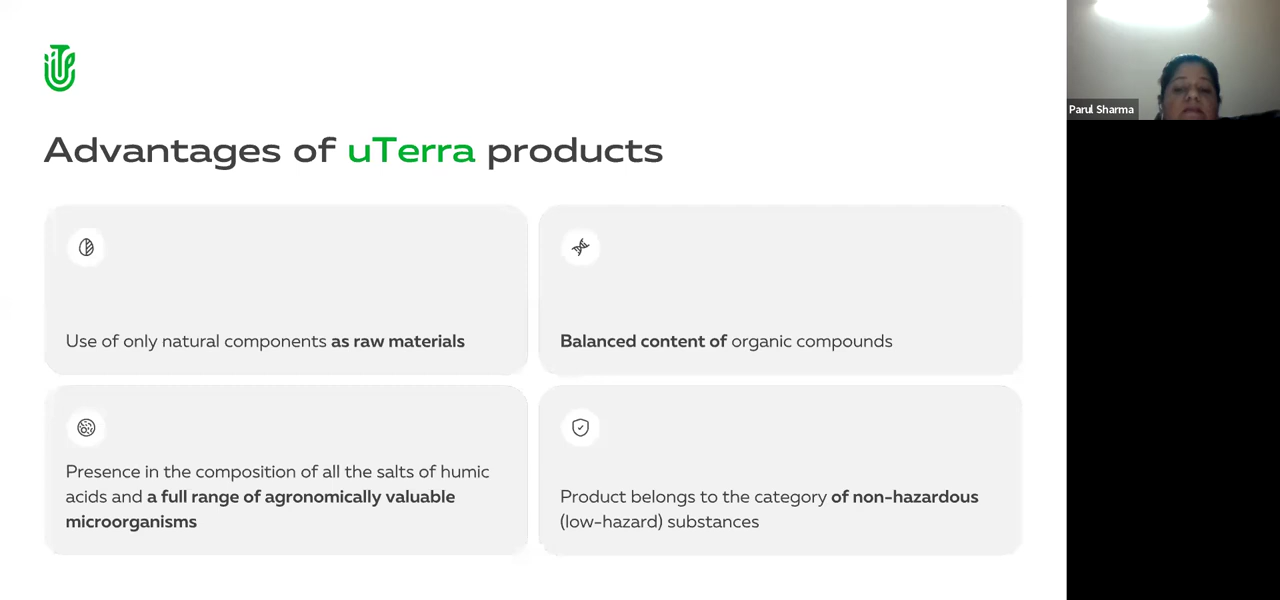 Advantages of uTerra products
Use of only natural components as raw materials
Balanced content of organic compounds
Presence in the composition of all the salts of humic
acids and a full range of agronomically valuable
microorganisms
Product belongs to the category of non-hazardous
(low-hazard) substances
Parul Sharma